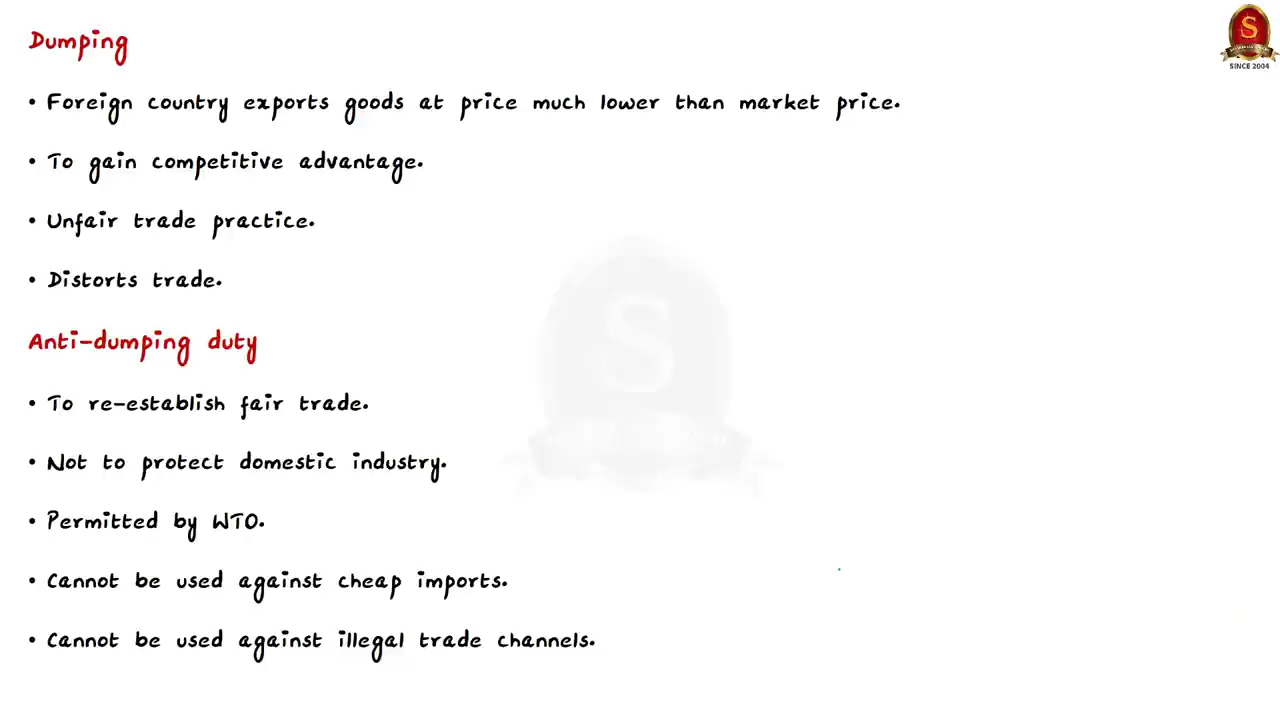 Dumping
• Foreign country exports goods at price much lower than market price.
• To gain competitive advantage.
• Unfair trade practice.
• Distorts trade.
Anti-dumping duty
• To re-establish fair trade.
• Not to protect domestic industry.
• Permitted by WTO.
• Cannot be used against cheap imports.
• Cannot be used against illegal trade channels.
S
SINCE 2004
S